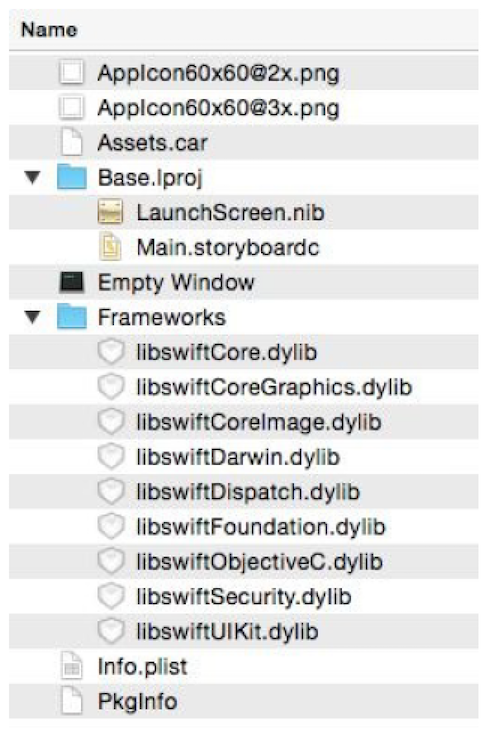 Name
AppIcon60x60@2x.png
AppIcon60x60@3x.png
Assets.car
Base.lproj
LaunchScreen.nib
Main.storyboardc
Empty Window
Frameworks
libswiftCore.dylib
libswiftCoreGraphics.dylib
libswiftCoreImage.dylib
libswiftDarwin.dylib
libswiftDispatch.dylib
libswiftFoundation.dylib
libswiftObjectiveC.dylib
libswiftSecurity.dylib
libswiftUIKit.dylib
Info.plist
PkgInfo